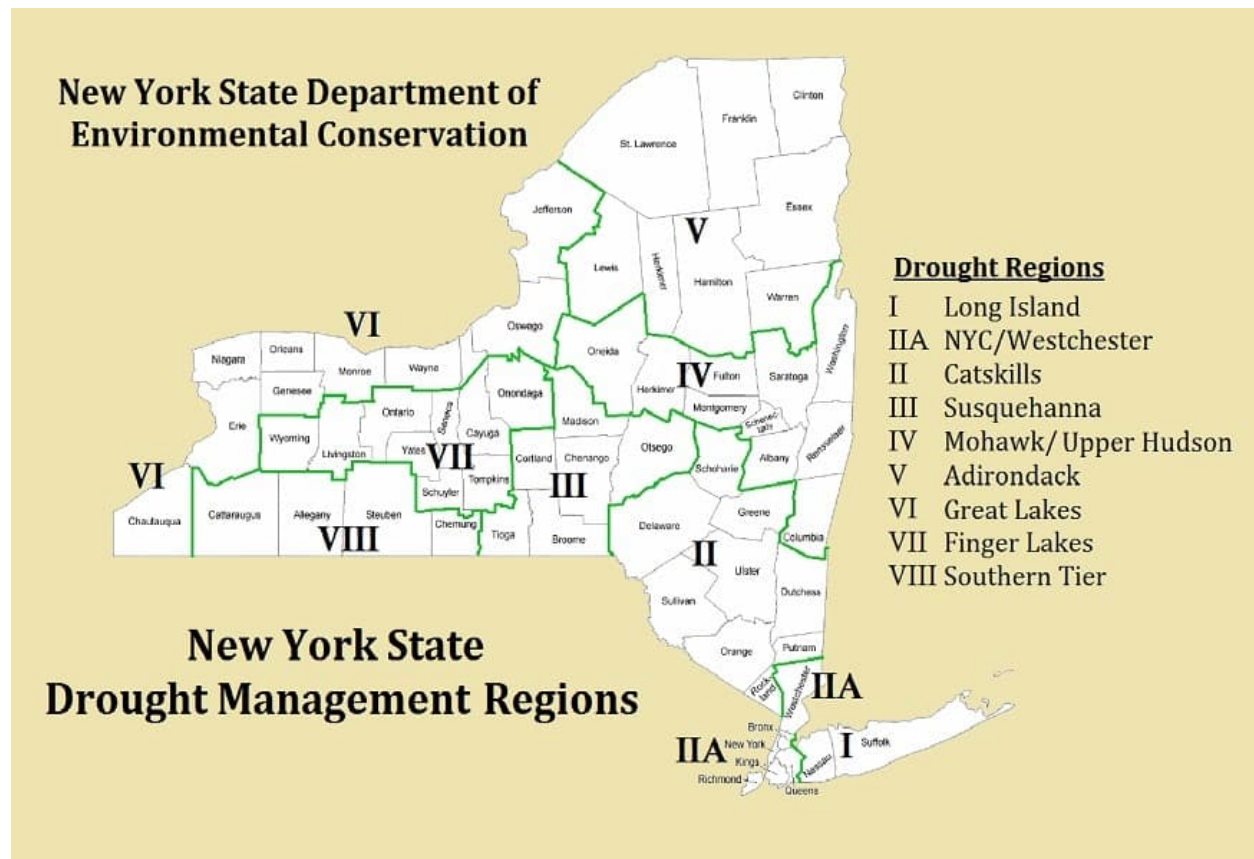 New York State Department of
Environmental Conservation
Clinton
Franklin
St. Lawrence
Essex
Jefferson
V
Lewis
Herkimer
Hamilton
Warren
Oswego
Washington
VI
Oneida
Niagara
Orleans
Monroe
Wayne
Genesee
Onondaga
Herkimer
IV
Fulton
Saratoga
Montgomery
Schenec-
tady
Madison
Ontario
Seneca
Cayuga
Erie
Wyoming
Livingston
Yates
VII
Otsego
Schoharie
Albany
Rensselaer
Cortland
Chenango
III
Tompkins
Schuyler
VI
Chautauqua
Cattaraugus
Allegany
Steuben
VIII
Chemung
Tioga
Broome
Delaware
Greene
Columbia
II
Ulster
Sullivan
Dutchess
Orange
Putnam
Rock-
land
Westchester
IIA
Bronx
IIA
New York
Kings
Richmond
Queens
Nassau
I
Suffolk
Drought Regions
I Long Island
IIA NYC/Westchester
II Catskills
III Susquehanna
IV Mohawk/Upper Hudson
V Adirondack
VI Great Lakes
VII Finger Lakes
VIII Southern Tier
New York State
Drought Management Regions